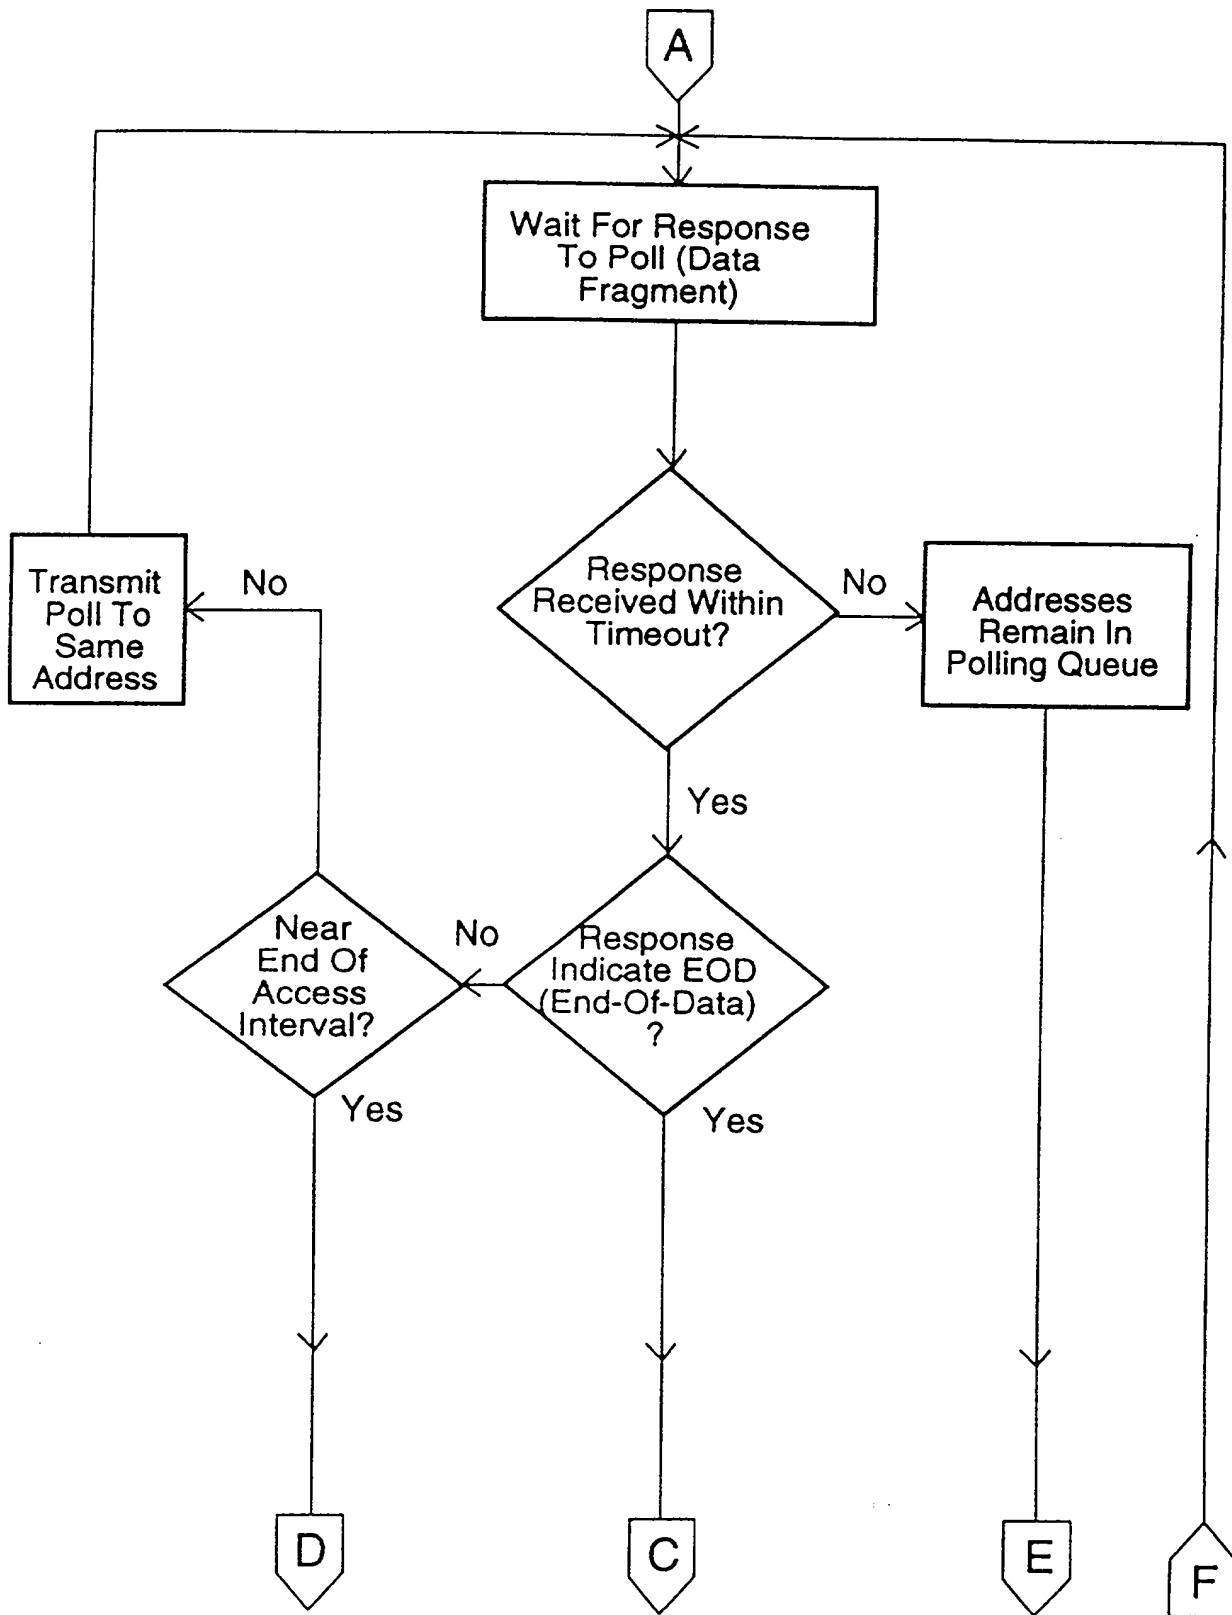 A
Wait For Response
To Poll (Data
Fragment)
Response
Received Within
Timeout?
No
Addresses
Remain In
Polling Queue
Transmit
Poll To
Same
Address
No
Yes
Near
End Of
Access
Interval?
No
Response
Indicate EOD
(End-Of-Data)
?
Yes
Yes
D
C
E
F